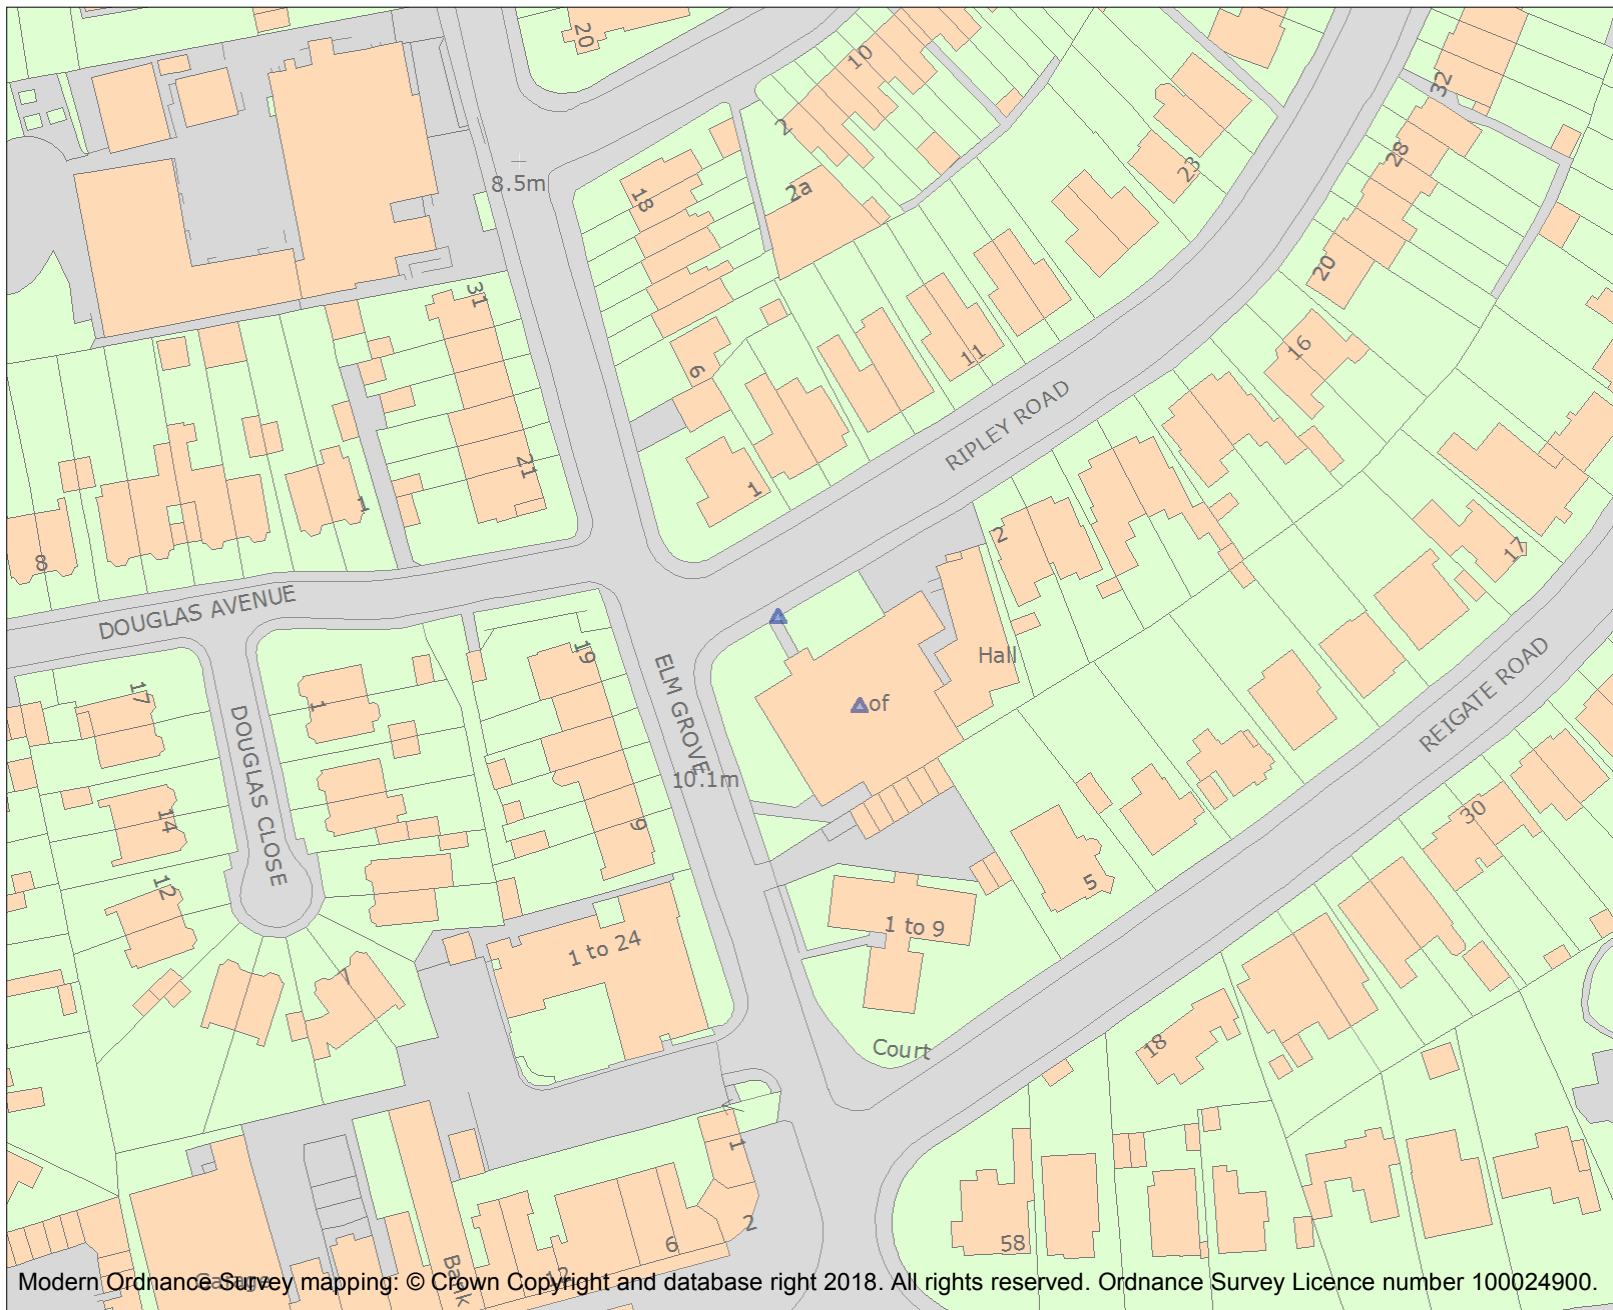 20
10
32
2
28
8.5m
18
2a
23
31
20
6
11
16
RIPLEY ROAD
21
1
1
2
17
8
DOUGLAS AVENUE
19
Hall
ELM GROVE
REIGATE ROAD
17
1
of
DOUGLAS CLOSE
10.1m
14
9
30
12
5
1 to 9
1 to 24
7
Court
18
1
2
6
58
Bank
12
Garage
Modern Ordnance Survey mapping: © Crown Copyright and database right 2018. All rights reserved. Ordnance Survey Licence number 100024900.